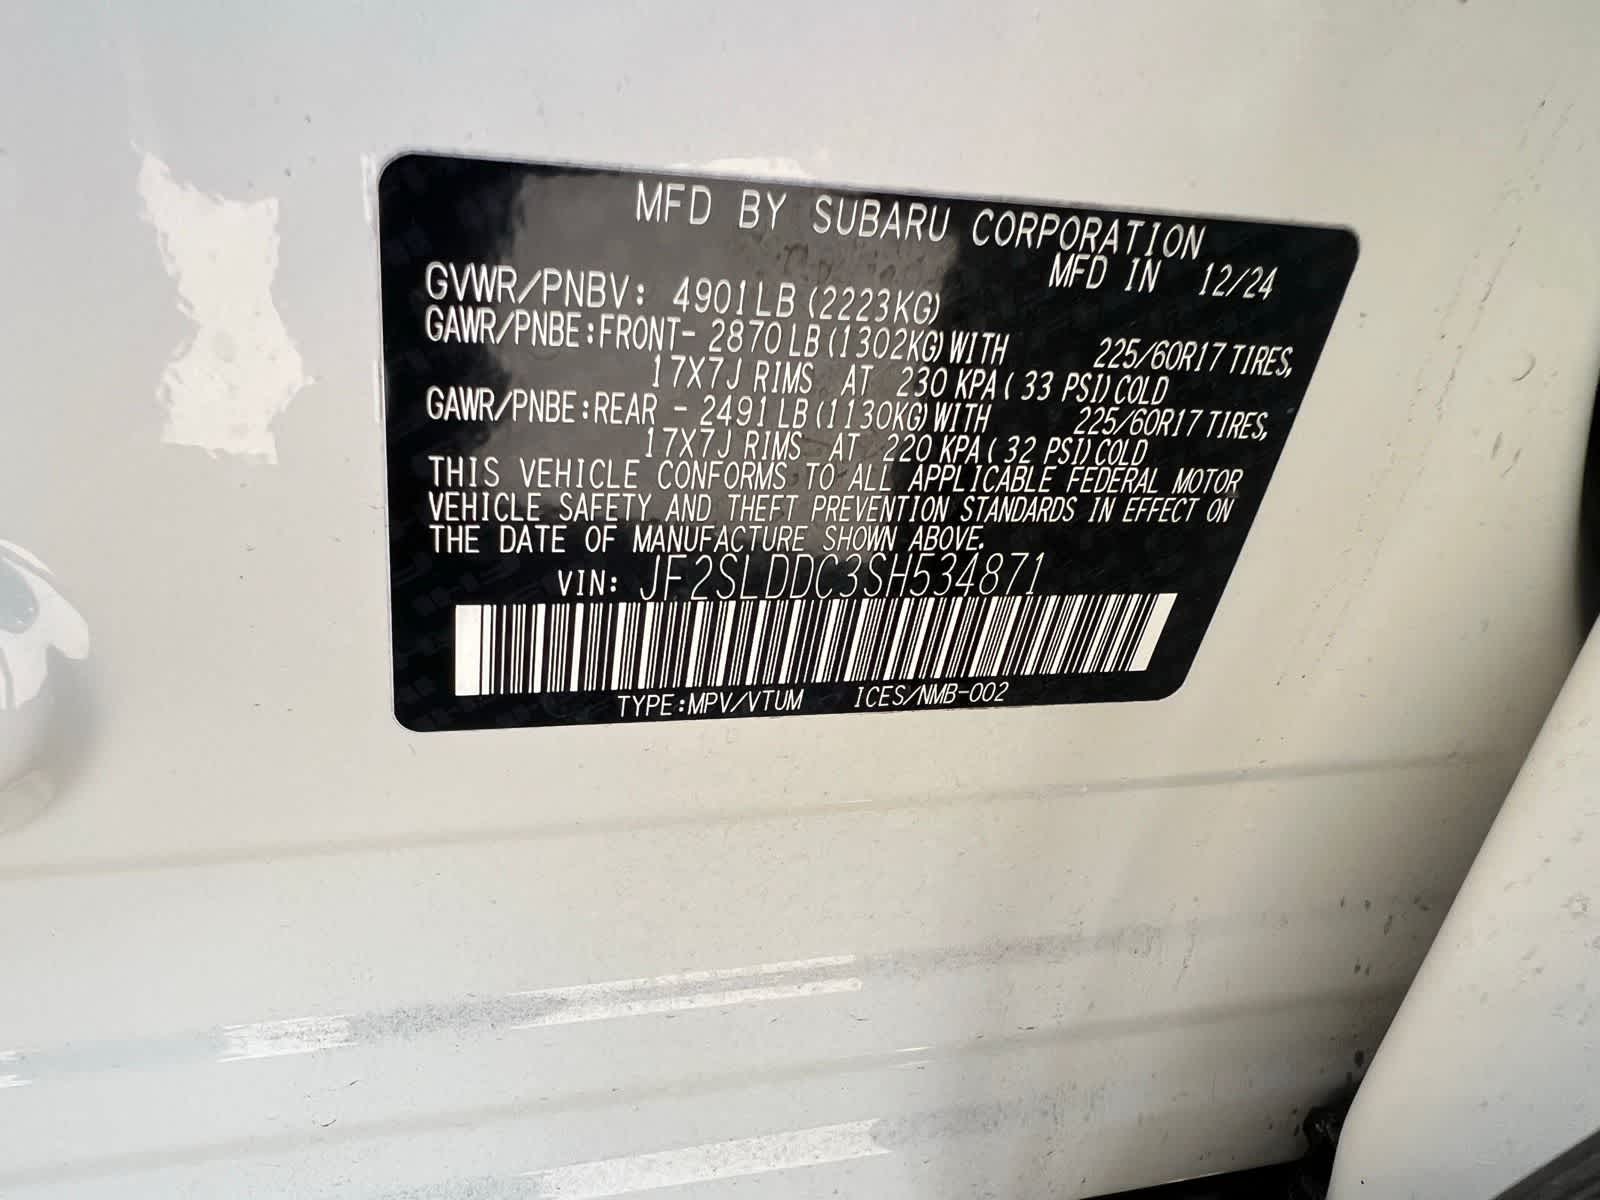 MFD BY SUBARU CORPORATION
MFD IN 12/24
GVWR/PNBV: 4901LB (2223KG)
GAWR/PNBE:FRONT- 2870LB(1302KG)WITH 225/60R17 TIRES,
17X7J RIMS AT 230 KPA( 33 PSI)COLD
GAWR/PNBE:REAR - 2491LB(1130KG)WITH 225/60R17 TIRES,
17X7J RIMS AT 220 KPA( 32 PSI)COLD
THIS VEHICLE CONFORMS TO ALL APPLICABLE FEDERAL MOTOR
VEHICLE SAFETY AND THEFT PREVENTION STANDARDS IN EFFECT ON
THE DATE OF MANUFACTURE SHOWN ABOVE.
VIN: JF2SLDDC3SH534871
TYPE:MPV/VTUM ICES/NMB-002